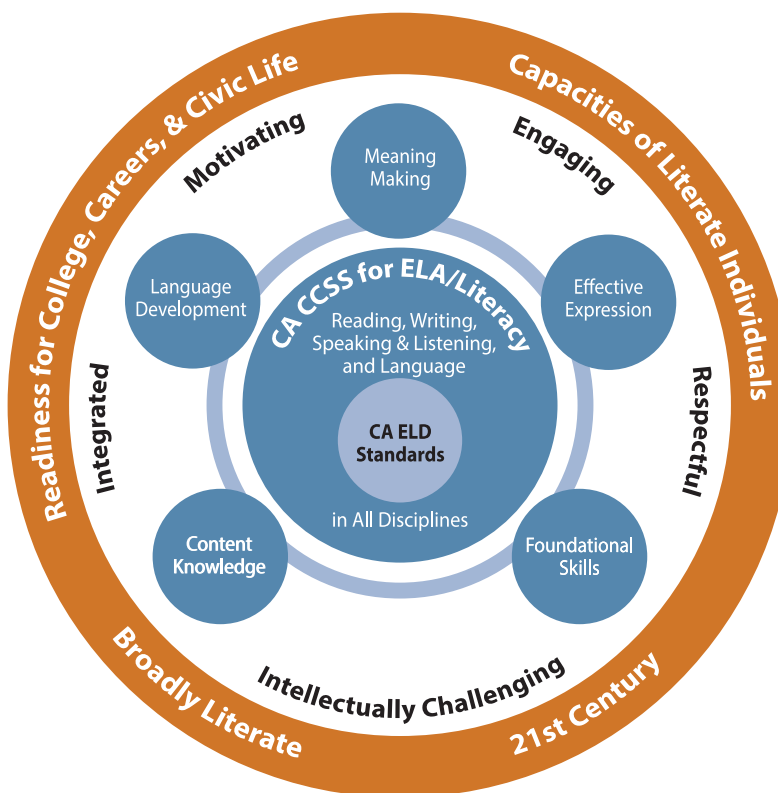 Readiness for College, Careers, & Civic Life
Capacities of Literate Individuals
Motivating
Engaging
Meaning
Making
Language
Development
Effective
Expression
CA CCSS for ELA/Literacy
Reading, Writing,
Speaking & Listening,
and Language
CA ELD
Standards
in All Disciplines
Integrated
Respectful
Content
Knowledge
Foundational
Skills
Intellectually Challenging
Broadly Literate
21st Century